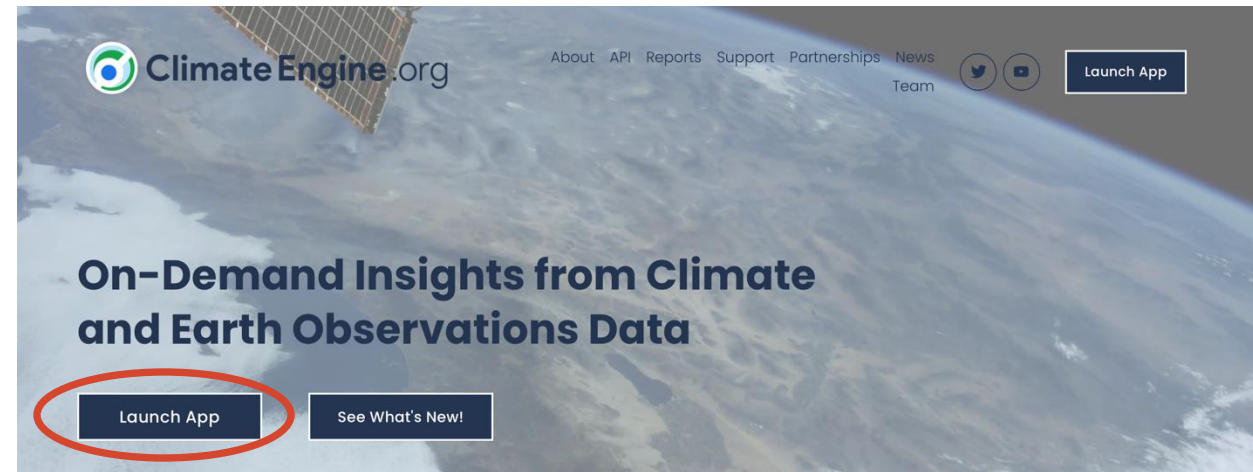 ClimateEngine.org
About API Reports Support Partnerships News
Team
Launch App
On-Demand Insights from Climate
and Earth Observations Data
Launch App
See What's New!